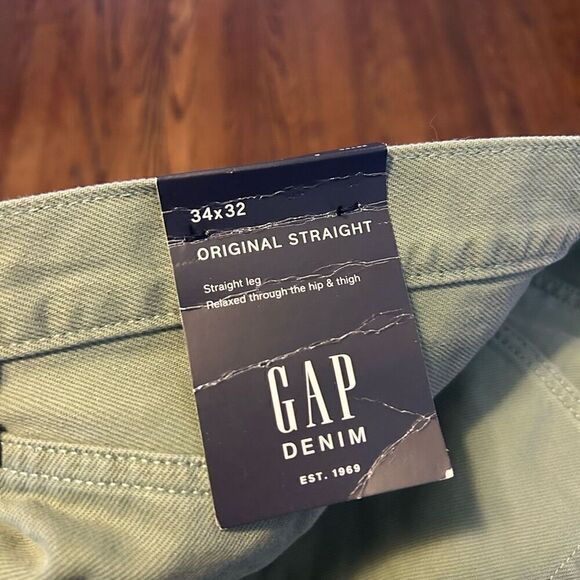 34x32
ORIGINAL STRAIGHT
Straight leg
Relaxed through the hip & thigh
GAP
DENIM
EST. 1969